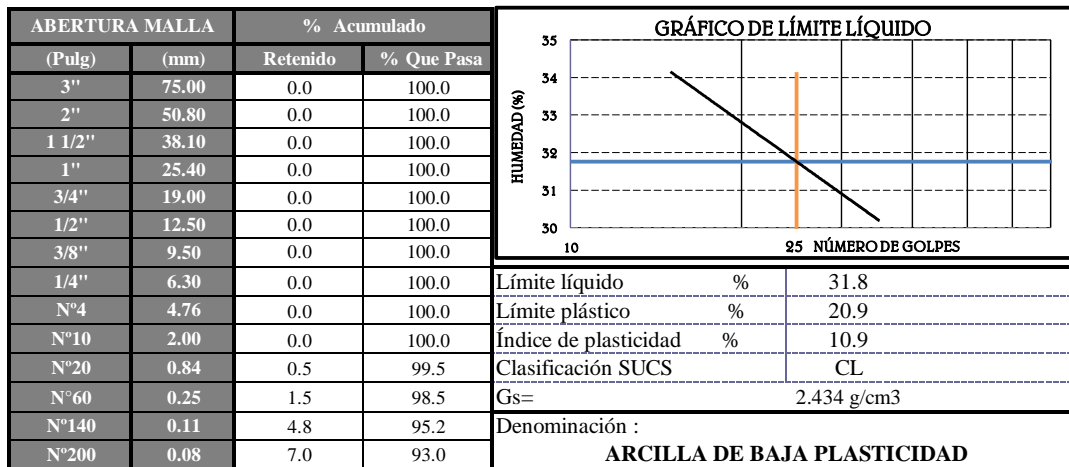 ABERTURA MALLA % Acumulado
(Pulg) (mm) Retenido % Que Pasa
3'' 75.00 0.0 100.0
2'' 50.80 0.0 100.0
1 1/2'' 38.10 0.0 100.0
1'' 25.40 0.0 100.0
3/4'' 19.00 0.0 100.0
1/2'' 12.50 0.0 100.0
3/8'' 9.50 0.0 100.0
1/4'' 6.30 0.0 100.0
Nº4 4.76 0.0 100.0
Nº10 2.00 0.0 100.0
Nº20 0.84 0.5 99.5
N°60 0.25 1.5 98.5
Nº140 0.11 4.8 95.2
Nº200 0.08 7.0 93.0
GRÁFICO DE LÍMITE LÍQUIDO
HUMEDAD (%)
35
34
33
32
31
30
10 25 NÚMERO DE GOLPES
Límite líquido % 31.8
Límite plástico % 20.9
Índice de plasticidad % 10.9
Clasificación SUCS CL
Gs= 2.434 g/cm3
Denominación :
ARCILLA DE BAJA PLASTICIDAD